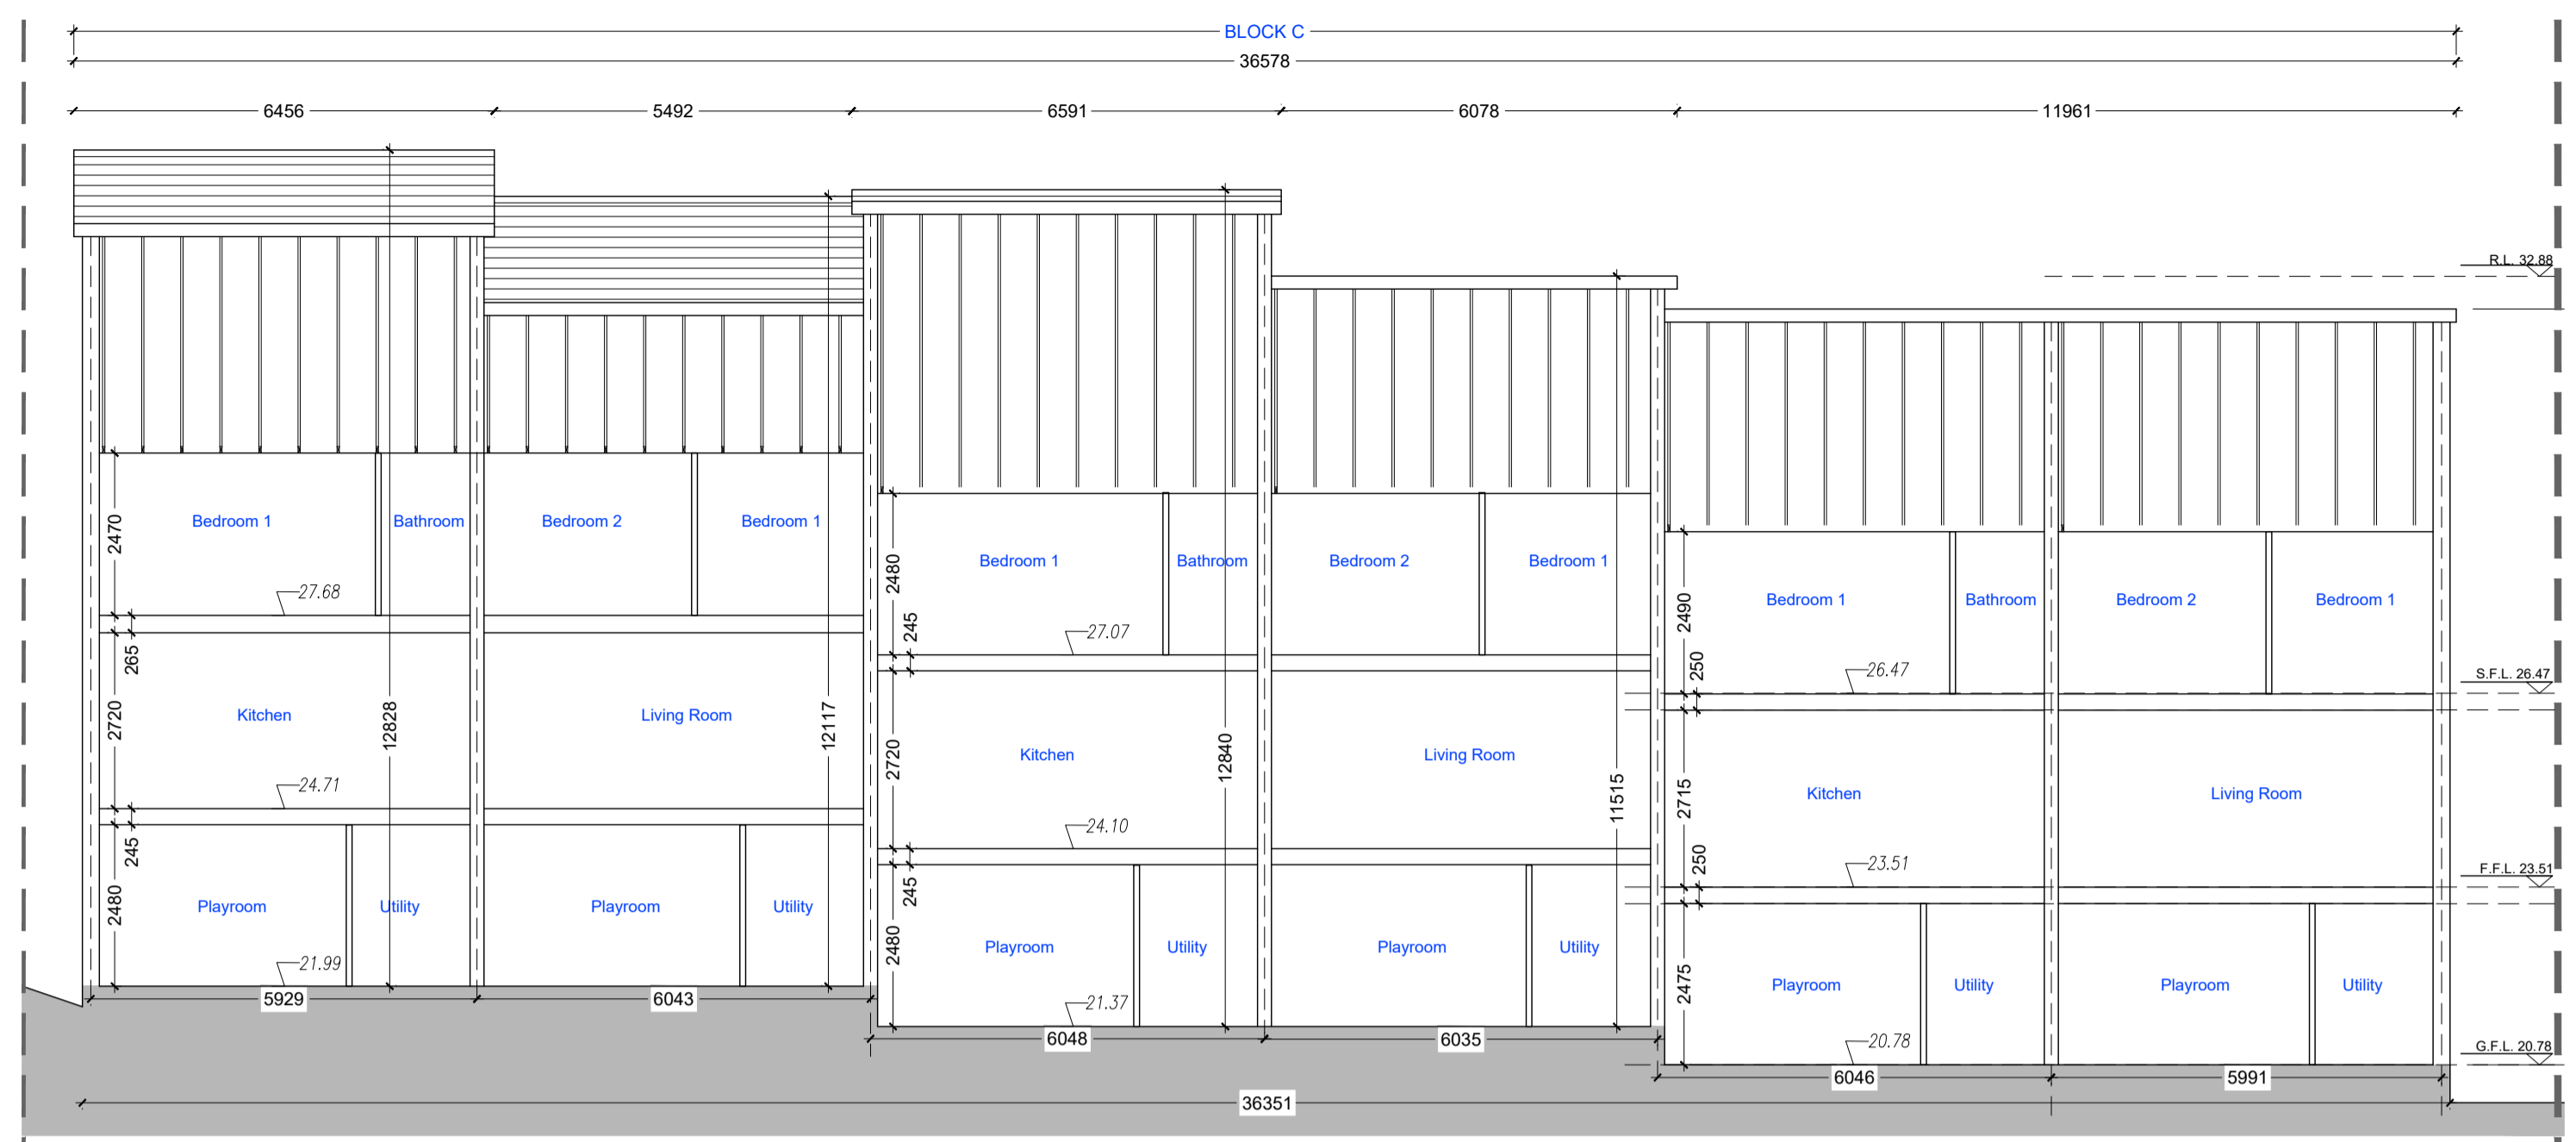 BLOCK C
36578
6456 5492 6591 6078 11961
R.L. 32.88
2470 Bedroom 1 Bathroom Bedroom 2 Bedroom 1
2480 Bedroom 1 Bathroom Bedroom 2 Bedroom 1
2490 Bedroom 1 Bathroom Bedroom 2 Bedroom 1
27.68
27.07
26.47
S.F.L. 26.47
265
245
250
2720 Kitchen 12828 Living Room 12117
2720 Kitchen 12840 Living Room 11515
2715 Kitchen Living Room
24.71
24.10
23.51
F.F.L. 23.51
245
245
250
2480 Playroom Utility Playroom Utility
2480 Playroom Utility Playroom Utility
2475 Playroom Utility Playroom Utility
21.99
21.37
20.78
G.F.L. 20.78
5929 6043
6048 6035
6046 5991
36351